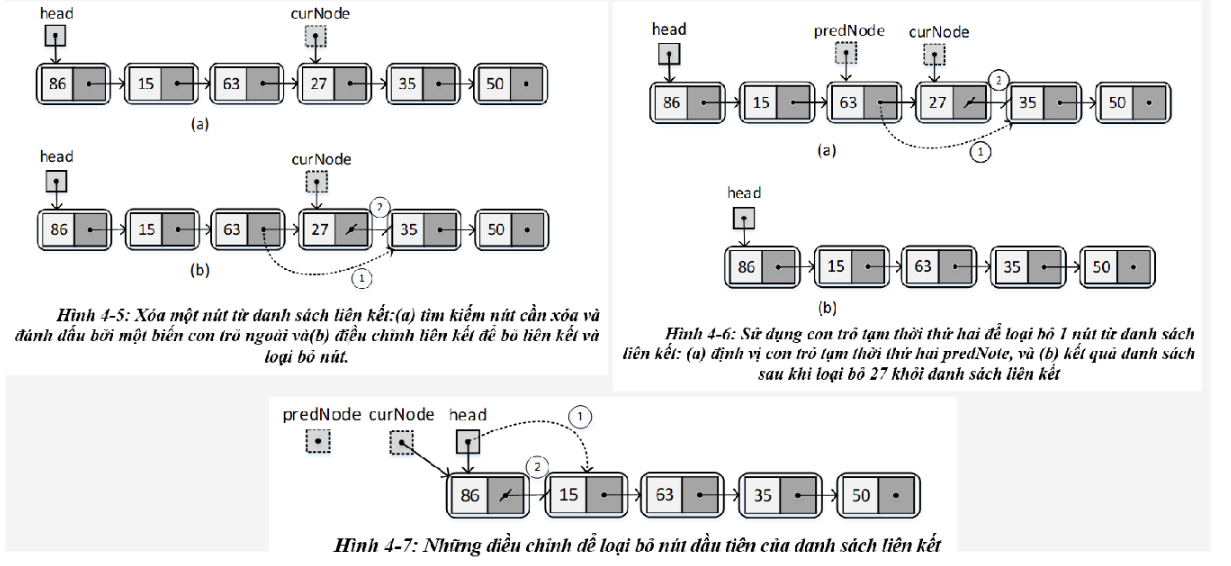 head
curNode
86 15 63 27 35 50
(a)
head
curNode
2
86 15 63 27 35 50
(b)
1
Hình 4-5: Xóa một nút từ danh sách liên kết:(a) tìm kiếm nút cần xóa và
đánh dấu bởi một biến con trỏ ngoài và(b) điều chỉnh liên kết để bỏ liên kết và
loại bỏ nút.
head
predNode curNode
2
86 15 63 27 35 50
(a)
1
head
86 15 63 35 50
(b)
Hình 4-6: Sử dụng con trỏ tạm thời thứ hai để loại bỏ 1 nút từ danh sách
liên kết: (a) định vị con trỏ tạm thời thứ hai predNote, và (b) kết quả danh sách
sau khi loại bỏ 27 khỏi danh sách liên kết
predNode curNode head
1
2
86 15 63 35 50
Hình 4-7: Những điều chỉnh để loại bỏ nút đầu tiên của danh sách liên kết